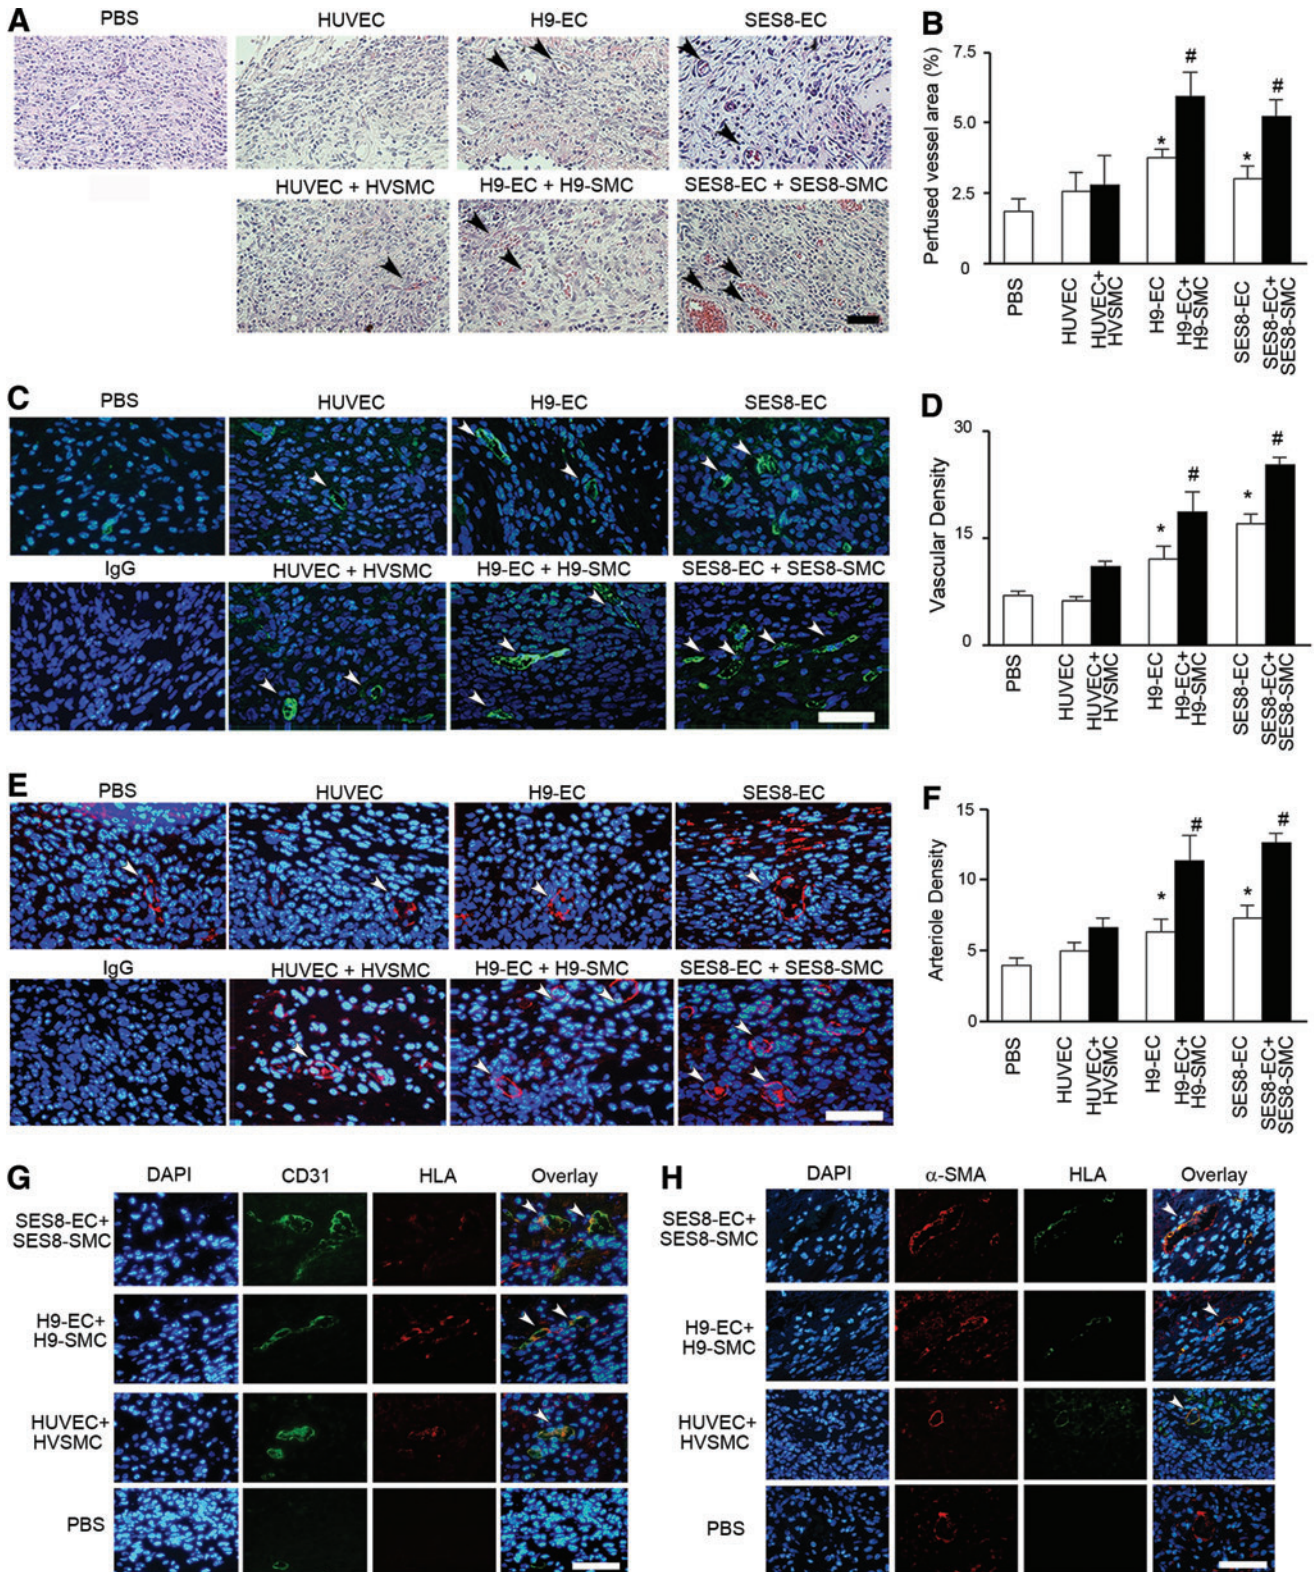 A
PBS
HUVEC
H9-EC
SES8-EC
HUVEC + HVSMC
H9-EC + H9-SMC
SES8-EC + SES8-SMC
B
Perfused vessel area (%)
7.5
5.0
2.5
0
*
#
*
#
PBS
HUVEC
HUVEC+
HVSMC
H9-EC
H9-EC+
H9-SMC
SES8-EC
SES8-EC+
SES8-SMC
C
PBS
HUVEC
H9-EC
SES8-EC
IgG
HUVEC + HVSMC
H9-EC + H9-SMC
SES8-EC + SES8-SMC
D
Vascular Density
30
15
0
*
#
*
#
PBS
HUVEC
HUVEC+
HVSMC
H9-EC
H9-EC+
H9-SMC
SES8-EC
SES8-EC+
SES8-SMC
E
PBS
HUVEC
H9-EC
SES8-EC
IgG
HUVEC + HVSMC
H9-EC + H9-SMC
SES8-EC + SES8-SMC
F
Arteriole Density
15
10
5
0
*
#
*
#
PBS
HUVEC
HUVEC+
HVSMC
H9-EC
H9-EC+
H9-SMC
SES8-EC
SES8-EC+
SES8-SMC
G
DAPI
CD31
HLA
Overlay
SES8-EC+
SES8-SMC
H9-EC+
H9-SMC
HUVEC+
HVSMC
PBS
H
DAPI
α-SMA
HLA
Overlay
SES8-EC+
SES8-SMC
H9-EC+
H9-SMC
HUVEC+
HVSMC
PBS